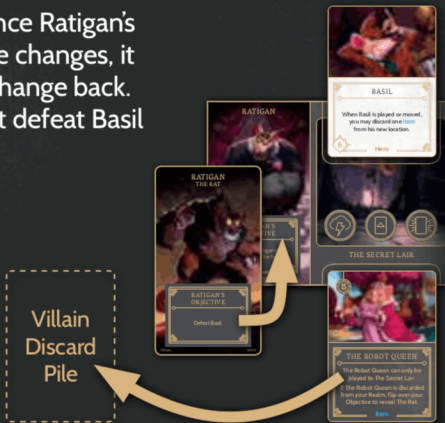 nce Ratigan's
e changes, it
hange back.
t defeat Basil
BASIL
When Basil is played or moved,
you may discard one Item
from his new location.
6
Hero
RATIGAN
RATIGAN
THE RAT
RATIGAN'S
OBJECTIVE
Defeat Basil.
THE SECRET LAIR
5
THE ROBOT QUEEN
The Robot Queen can only be
played to The Secret Lair.
If The Robot Queen is discarded
from your Realm, flip over your
Objective to reveal The Rat.
Item
Villain
Discard
Pile